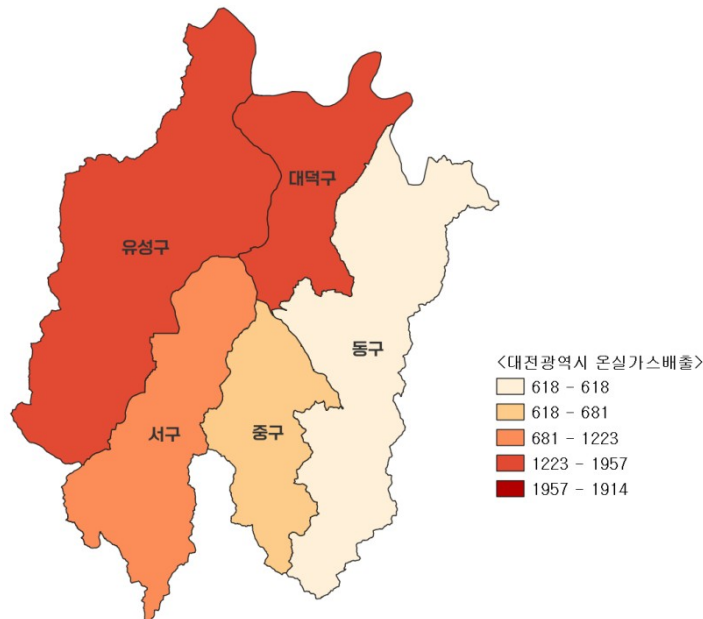 대덕구
유성구
동구
서구
중구
<대전광역시 온실가스배출>
618 - 618
618 - 681
681 - 1223
1223 - 1957
1957 - 1914